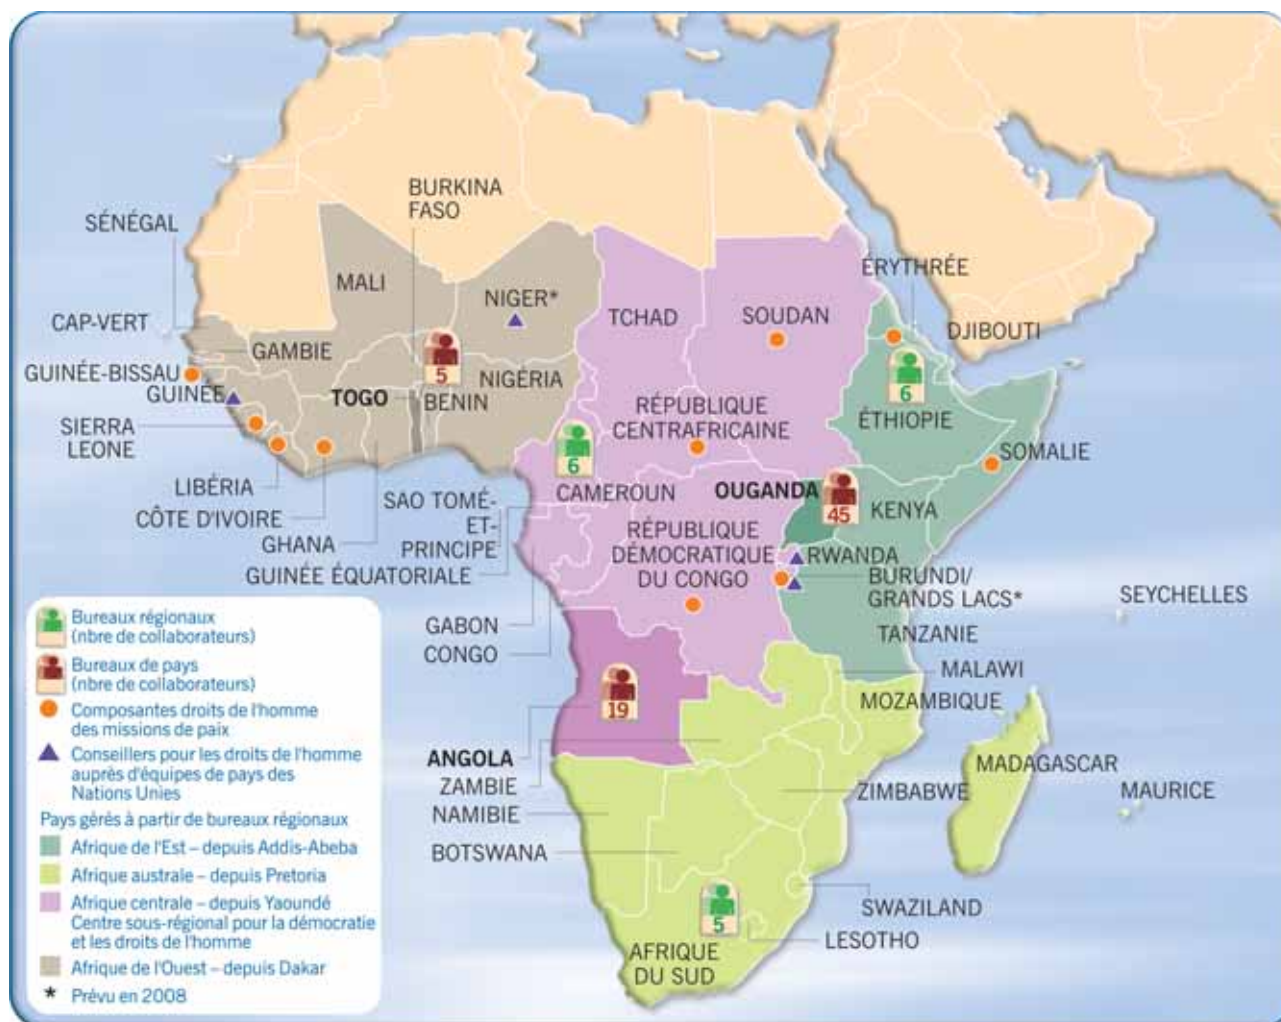 BURKINA
FASO
SÉNÉGAL
MALI
NIGER*
TCHAD
SOUDAN
ÉRYTHRÉE
DJIBOUTI
CAP-VERT
GAMBIE
GUINÉE-BISSAU
GUINÉE
5
TOGO
BENIN
NIGÉRIA
6
ÉTHIOPIE
SIERRA
LEONE
RÉPUBLIQUE
CENTRAFRICAINE
SOMALIE
LIBÉRIA
6
CAMEROUN
OUGANDA
45
KENYA
CÔTE D'IVOIRE
GHANA
SAO TOMÉ-
ET-
PRINCIPE
GUINÉE ÉQUATORIALE
RÉPUBLIQUE
DÉMOCRATIQUE
DU CONGO
RWANDA
BURUNDI/
GRANDS LACS*
SEYCHELLES
GABON
CONGO
TANZANIE
MALAWI
MOZAMBIQUE
19
ANGOLA
ZAMBIE
NAMIBIE
BOTSWANA
ZIMBABWE
MADAGASCAR
MAURICE
5
SWAZILAND
LESOTHO
AFRIQUE
DU SUD
Bureaux régionaux
(nbre de collaborateurs)
Bureaux de pays
(nbre de collaborateurs)
Composantes droits de l'homme
des missions de paix
Conseillers pour les droits de l'homme
auprès d'équipes de pays des
Nations Unies
Pays gérés à partir de bureaux régionaux
Afrique de l'Est – depuis Addis-Abeba
Afrique australe – depuis Pretoria
Afrique centrale – depuis Yaoundé
Centre sous-régional pour la démocratie
et les droits de l'homme
Afrique de l'Ouest – depuis Dakar
* Prévu en 2008